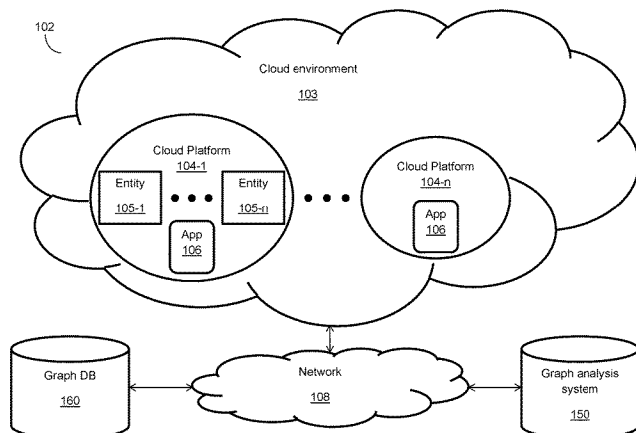 102
Cloud environment
103
Cloud Platform
104-1
Entity
105-1
Entity
105-n
App
106
Cloud Platform
104-n
App
106
Graph DB
160
Network
108
Graph analysis
system
150